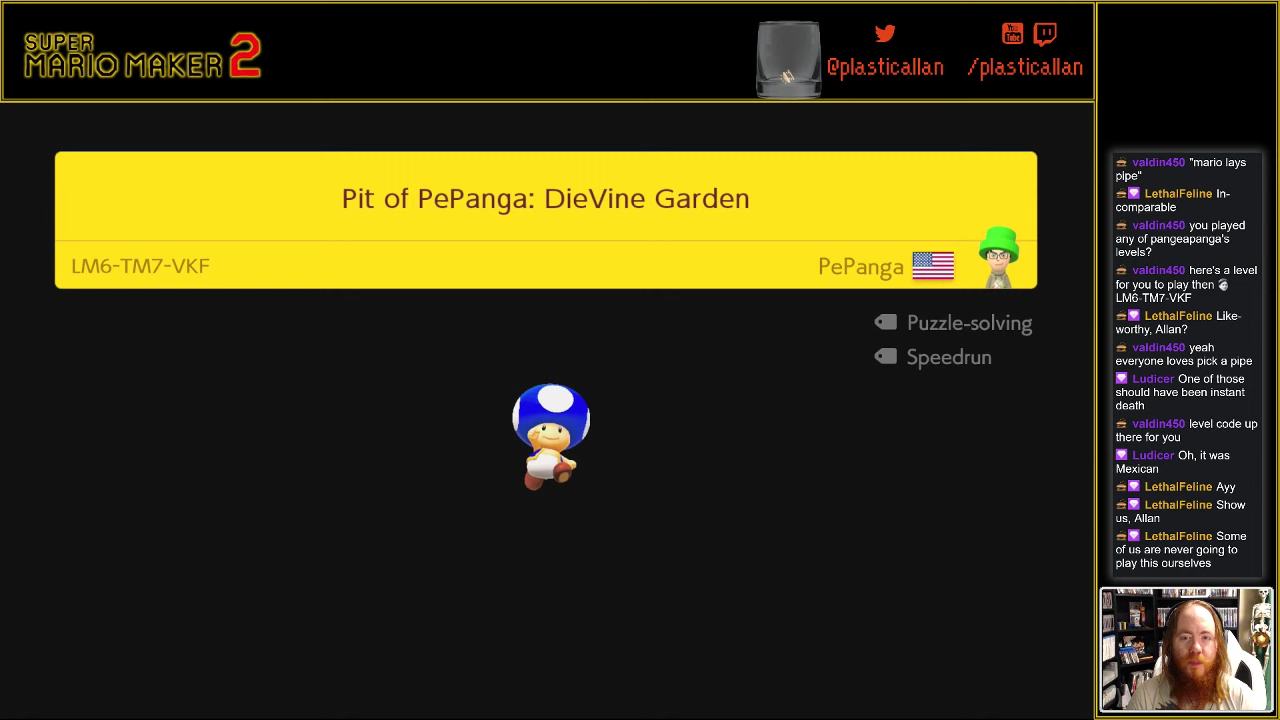 SUPER
MARIO MAKER 2
You
Tube
@plasticallan
/plasticallan
Pit of PePanga: DieVine Garden
LM6-TM7-VKF
PePanga
Puzzle-solving
Speedrun
valdin450 "mario lays
pipe"
LethalFeline In-
comparable
valdin450 you played
any of pangeapanga's
levels?
valdin450 here's a level
for you to play then
LM6-TM7-VKF
LethalFeline Like-
worthy, Allan?
valdin450 yeah
everyone loves pick a pipe
Ludicer One of those
should have been instant
death
valdin450 level code up
there for you
Ludicer Oh, it was
Mexican
LethalFeline Ayy
LethalFeline Show
us, Allan
LethalFeline Some
of us are never going to
play this ourselves